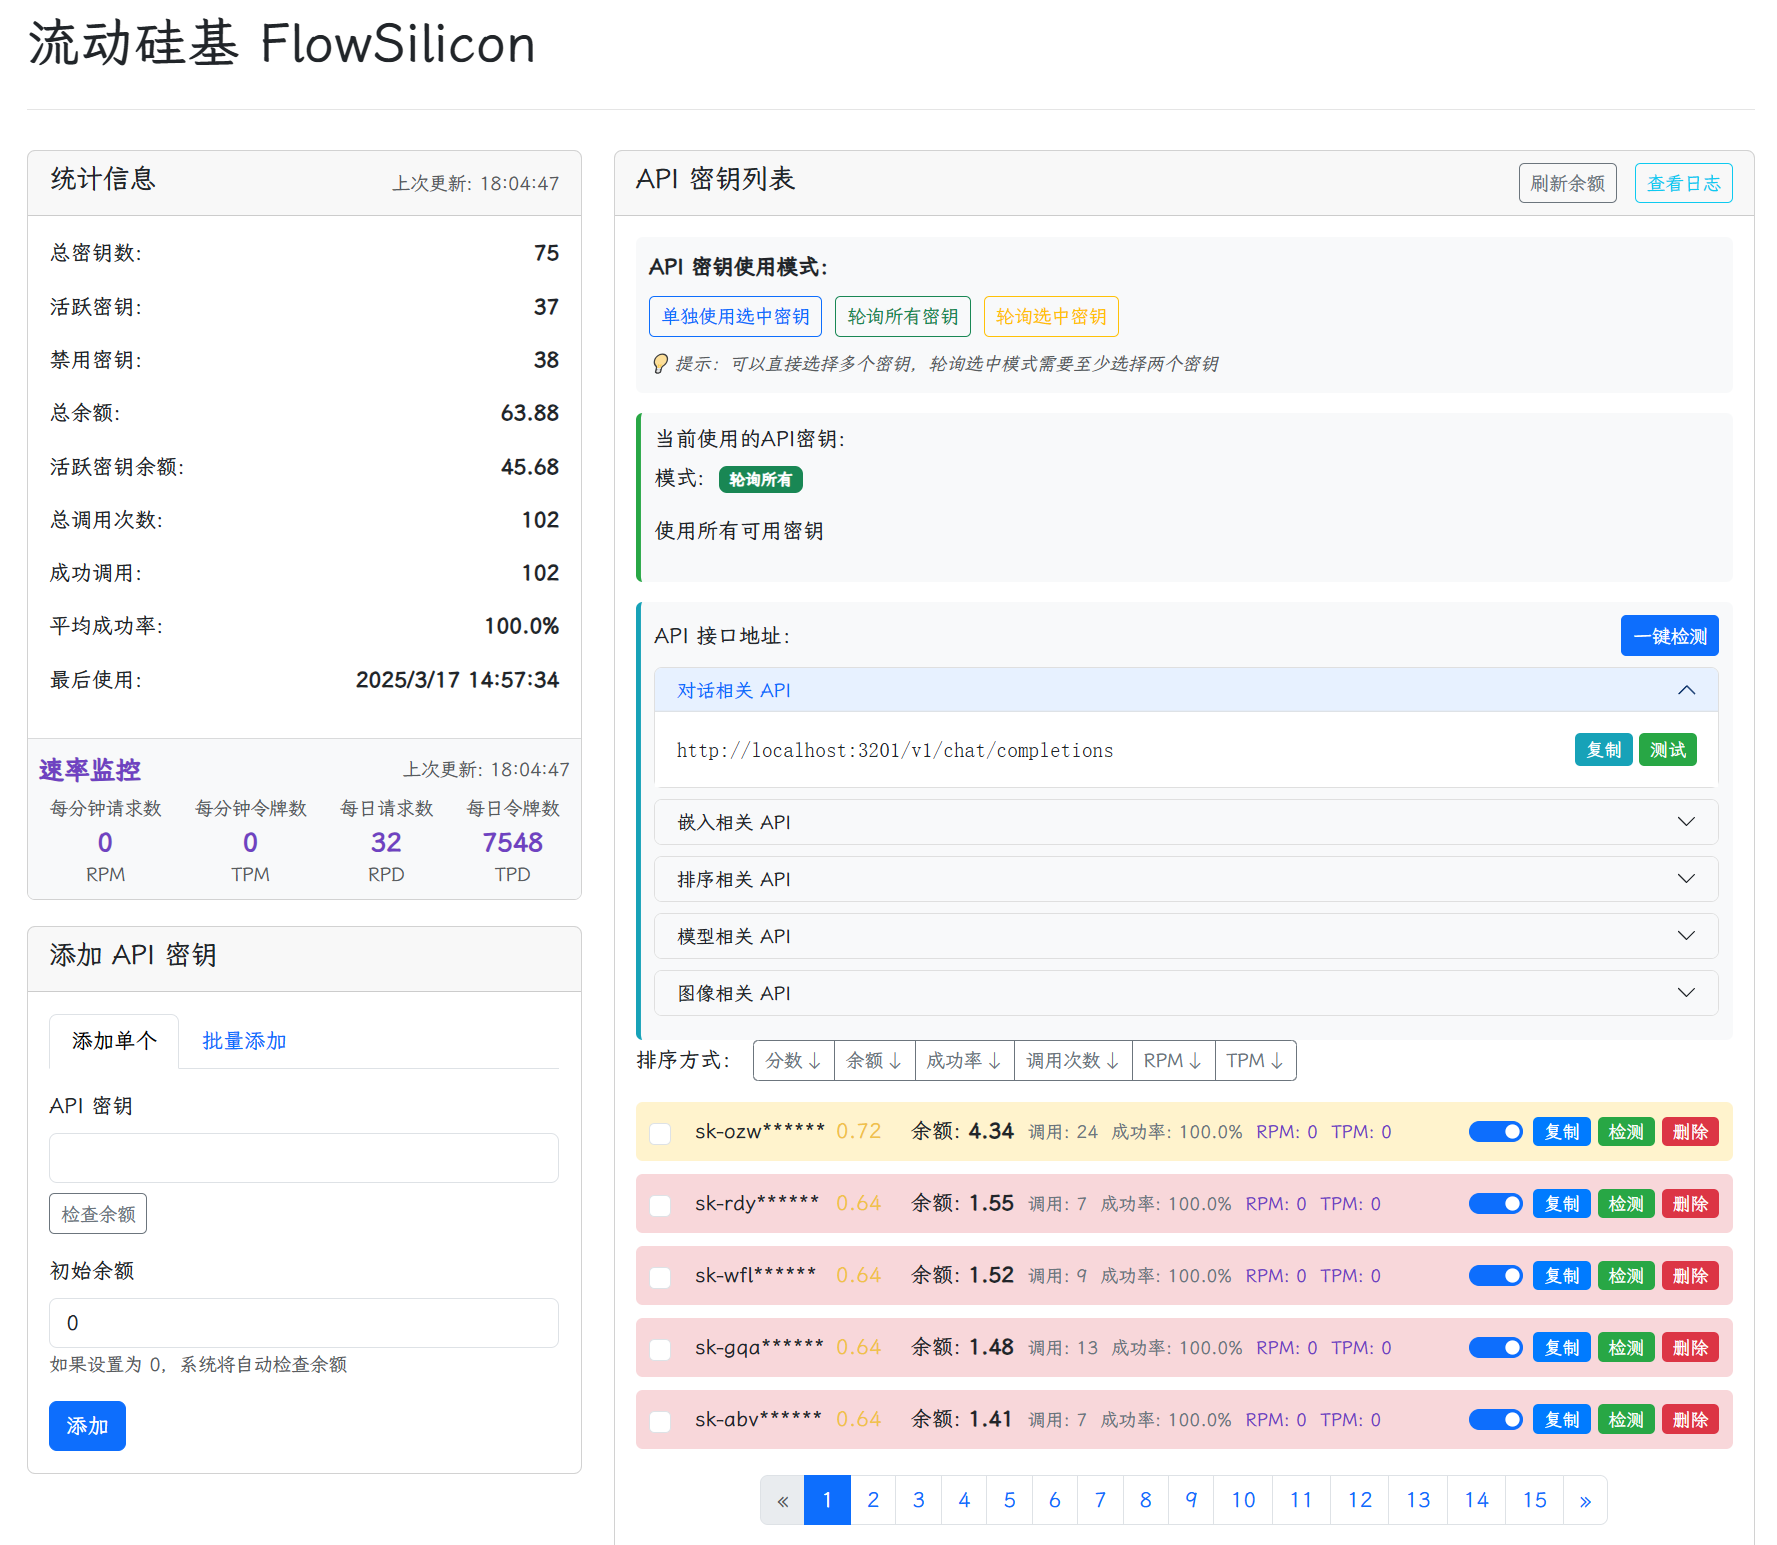 流动硅基 FlowSilicon
统计信息
上次更新: 18:04:47
总密钥数: 75
活跃密钥: 37
禁用密钥: 38
总余额: 63.88
活跃密钥余额: 45.68
总调用次数: 102
成功调用: 102
平均成功率: 100.0%
最后使用: 2025/3/17 14:57:34
速率监控
上次更新: 18:04:47
每分钟请求数 每分钟令牌数 每日请求数 每日令牌数
0 0 32 7548
RPM TPM RPD TPD
添加 API 密钥
添加单个 批量添加
API 密钥
检查余额
初始余额
0
如果设置为 0, 系统将自动检查余额
添加
API 密钥列表
刷新余额 查看日志
API 密钥使用模式:
单独使用选中密钥 轮询所有密钥 轮询选中密钥
提示: 可以直接选择多个密钥, 轮询选中模式需要至少选择两个密钥
当前使用的API密钥:
模式: 轮询所有
使用所有可用密钥
API 接口地址:
一键检测
对话相关 API
http://localhost:3201/v1/chat/completions 复制 测试
嵌入相关 API
排序相关 API
模型相关 API
图像相关 API
排序方式: 分数↓ 余额↓ 成功率↓ 调用次数↓ RPM↓ TPM↓
sk-ozw****** 0.72 余额: 4.34 调用: 24 成功率: 100.0% RPM: 0 TPM: 0 复制 检测 删除
sk-rdy****** 0.64 余额: 1.55 调用: 7 成功率: 100.0% RPM: 0 TPM: 0 复制 检测 删除
sk-wfl****** 0.64 余额: 1.52 调用: 9 成功率: 100.0% RPM: 0 TPM: 0 复制 检测 删除
sk-gqa****** 0.64 余额: 1.48 调用: 13 成功率: 100.0% RPM: 0 TPM: 0 复制 检测 删除
sk-abv****** 0.64 余额: 1.41 调用: 7 成功率: 100.0% RPM: 0 TPM: 0 复制 检测 删除
« 1 2 3 4 5 6 7 8 9 10 11 12 13 14 15 »